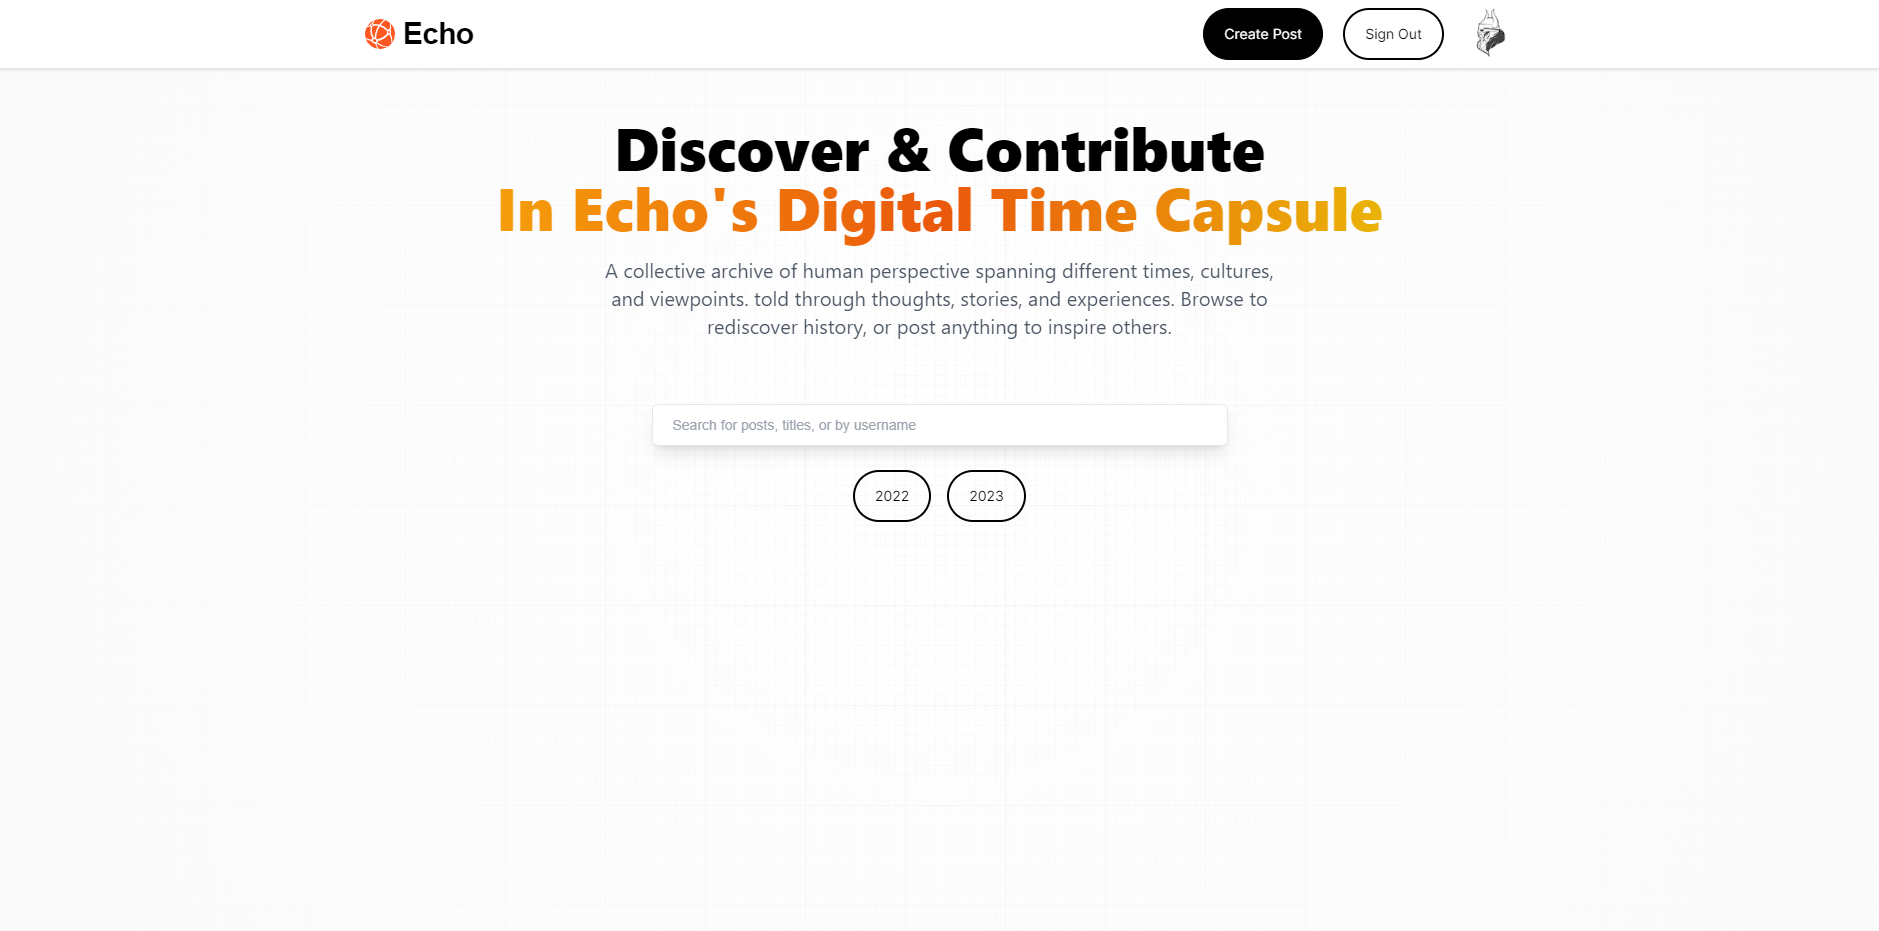 Echo
Create Post
Sign Out
Discover & Contribute
In Echo's Digital Time Capsule
A collective archive of human perspective spanning different times, cultures,
and viewpoints. told through thoughts, stories, and experiences. Browse to
rediscover history, or post anything to inspire others.
Search for posts, titles, or by username
2022
2023